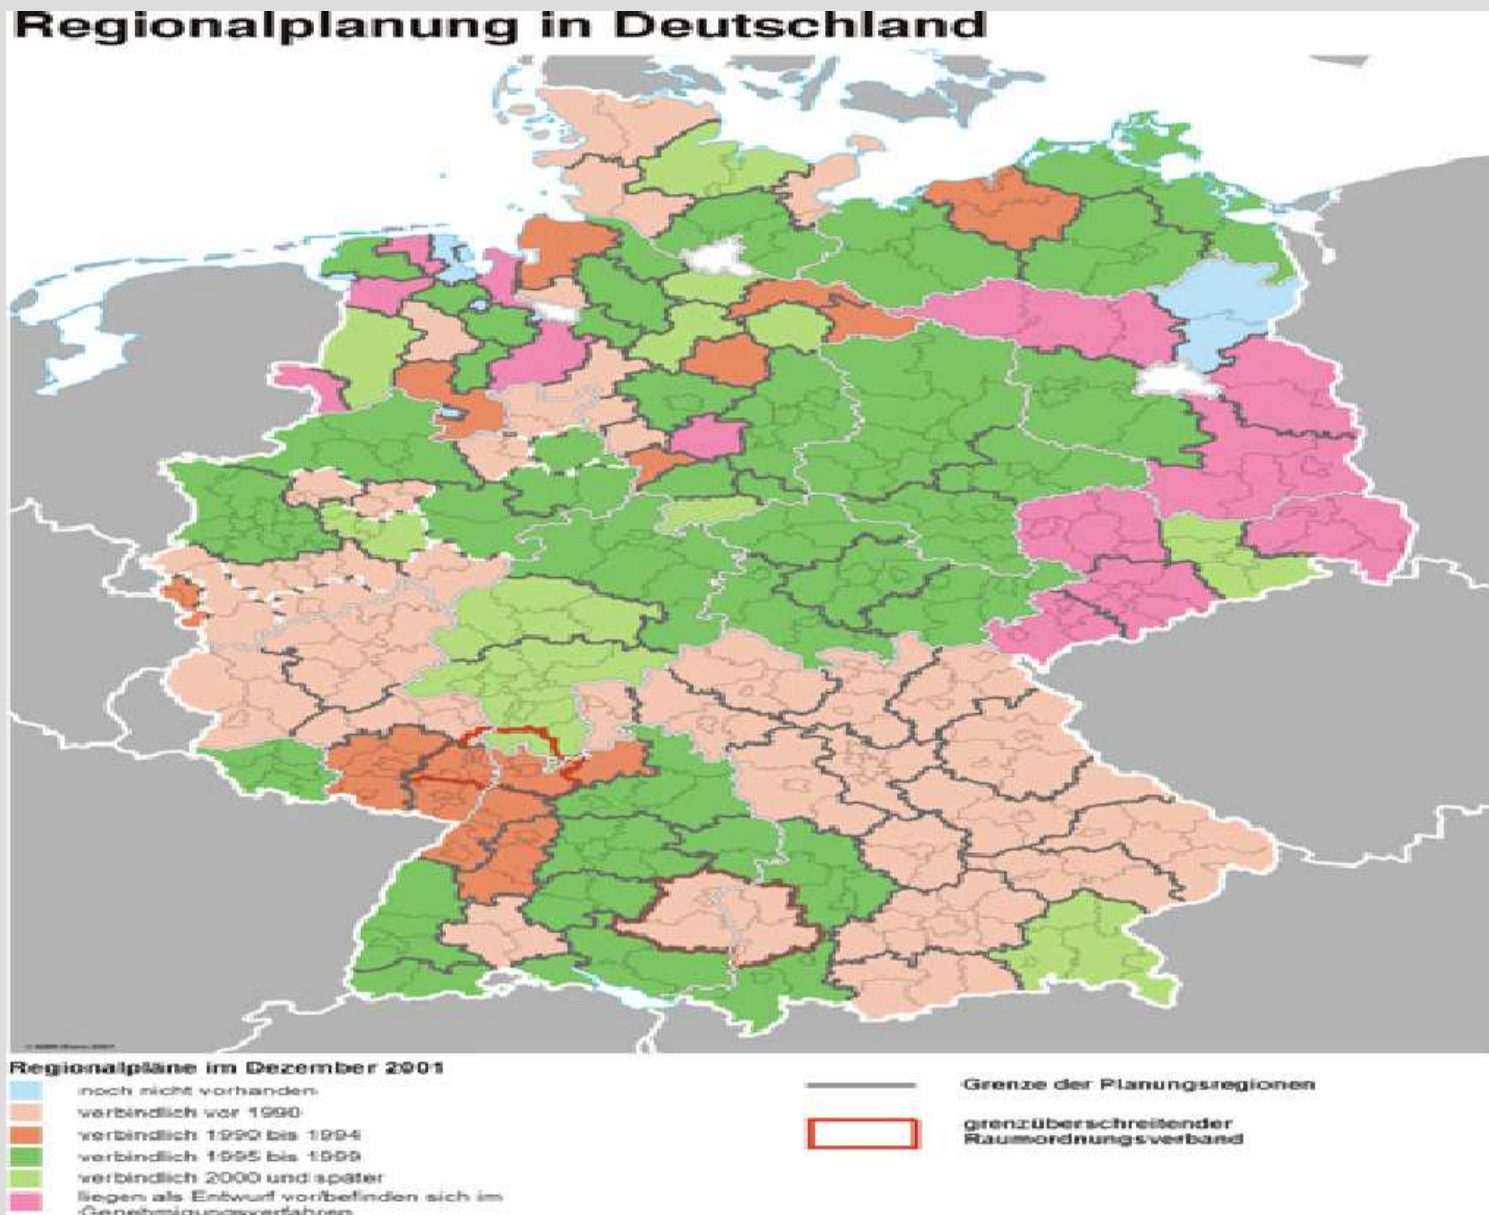 Regionalplanung in Deutschland
Regionalpläne im Dezember 2001
noch nicht vorhanden
verbindlich vor 1990
verbindlich 1990 bis 1994
verbindlich 1995 bis 1999
verbindlich 2000 und später
liegen als Entwurf vor/befinden sich im
Genehmigungsverfahren
Grenze der Planungsregionen
grenzüberschreitender
Raumordnungsverband